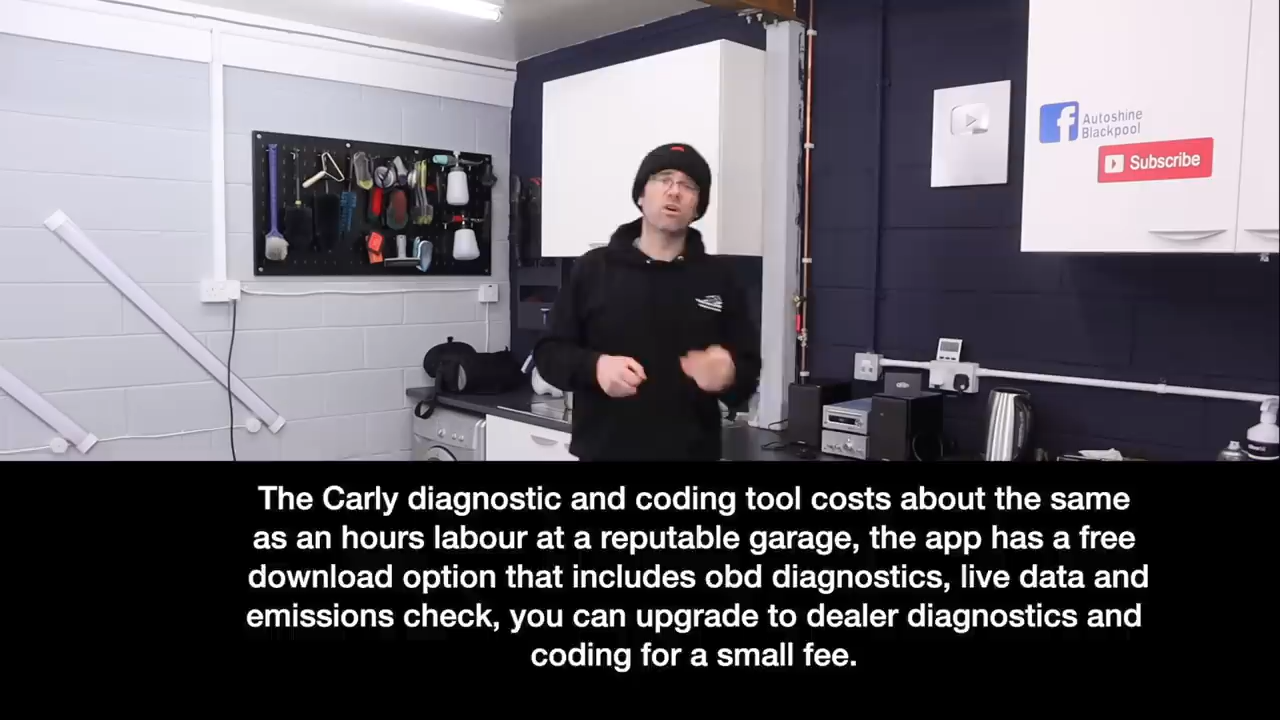 Autoshine
Blackpool
Subscribe
The Carly diagnostic and coding tool costs about the same
as an hours labour at a reputable garage, the app has a free
download option that includes obd diagnostics, live data and
emissions check, you can upgrade to dealer diagnostics and
coding for a small fee.